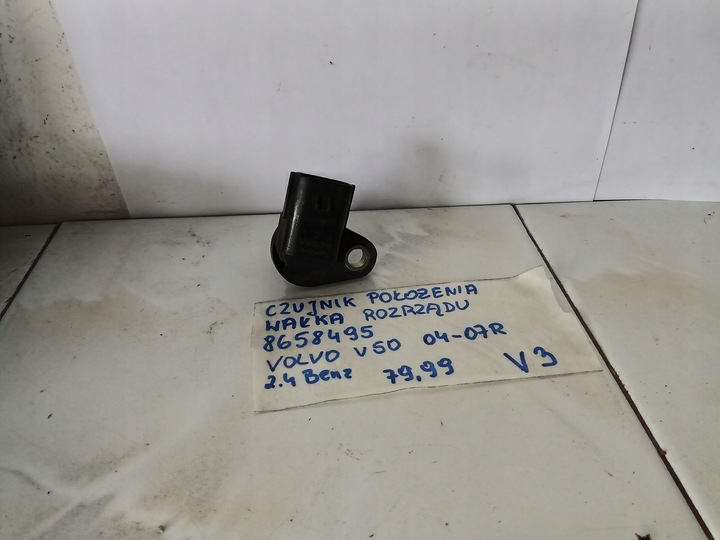 CZUJNIK POŁOŻENIA
WAŁKA ROZRZĄDU
8658495
VOLVO V50 04-07R
2.4 Benz 79,99 V3